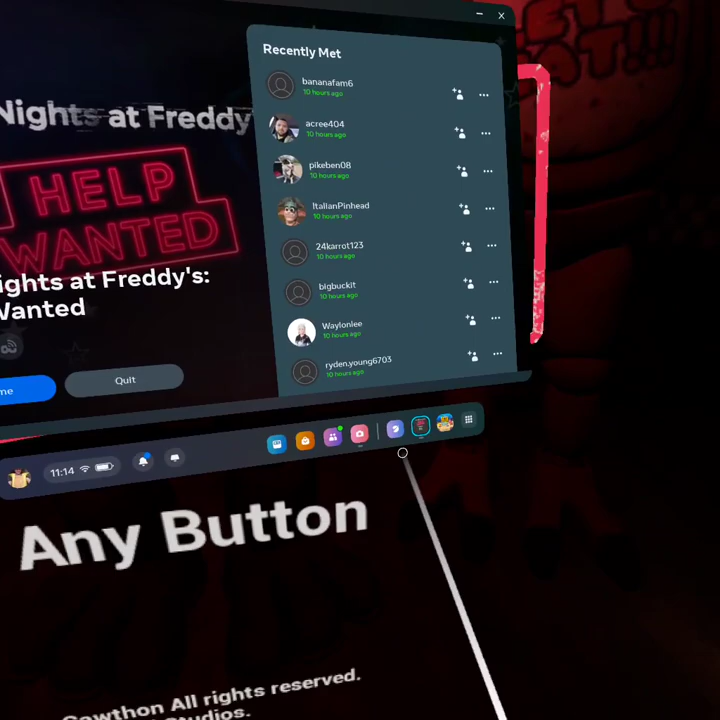 Recently Met
bananafam6
10 hours ago
acree404
10 hours ago
pikeben08
10 hours ago
ItalianPinhead
10 hours ago
24karrot123
10 hours ago
bigbuckit
10 hours ago
Waylonlee
10 hours ago
ryden.young6703
10 hours ago
Nights at Freddy
HELP
WANTED
ights at Freddy's:
Wanted
me
Quit
11:14
Any Button
Cawthon All rights reserved.
Studios.